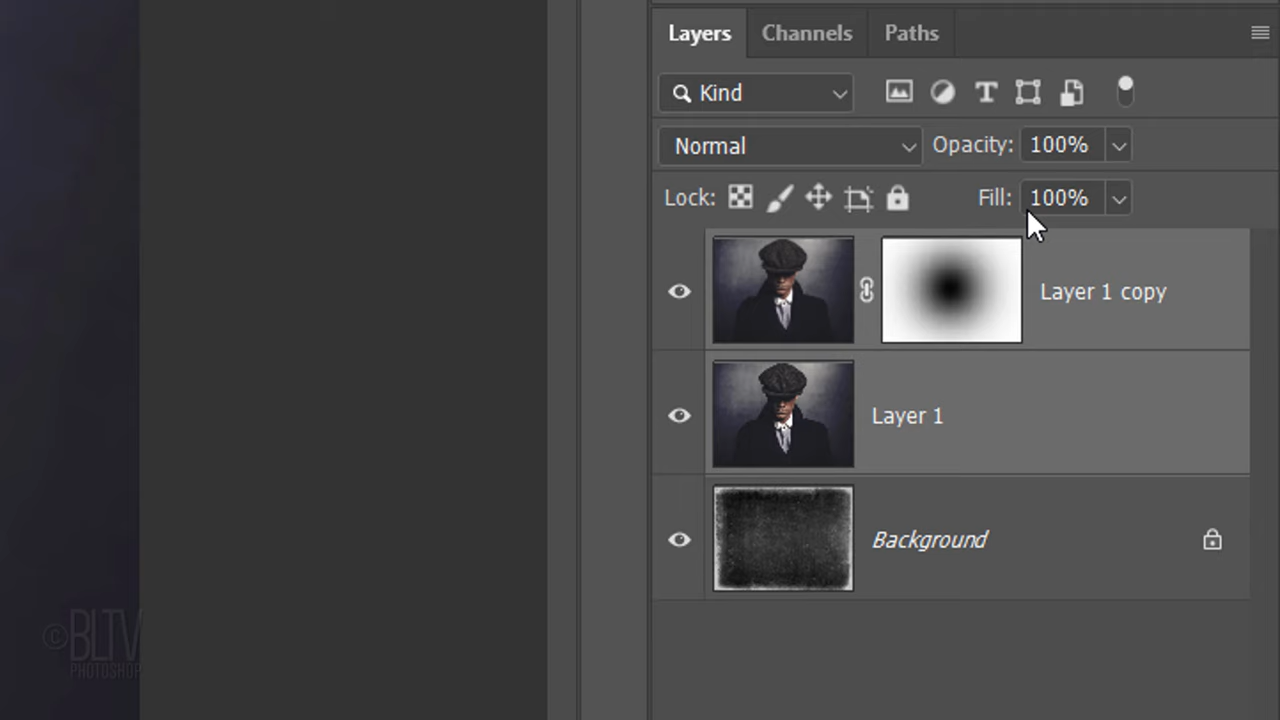 Layers Channels Paths
Kind
Normal Opacity: 100%
Lock: Fill: 100%
Layer 1 copy
Layer 1
Background
©BLTV
PHOTOSHOP